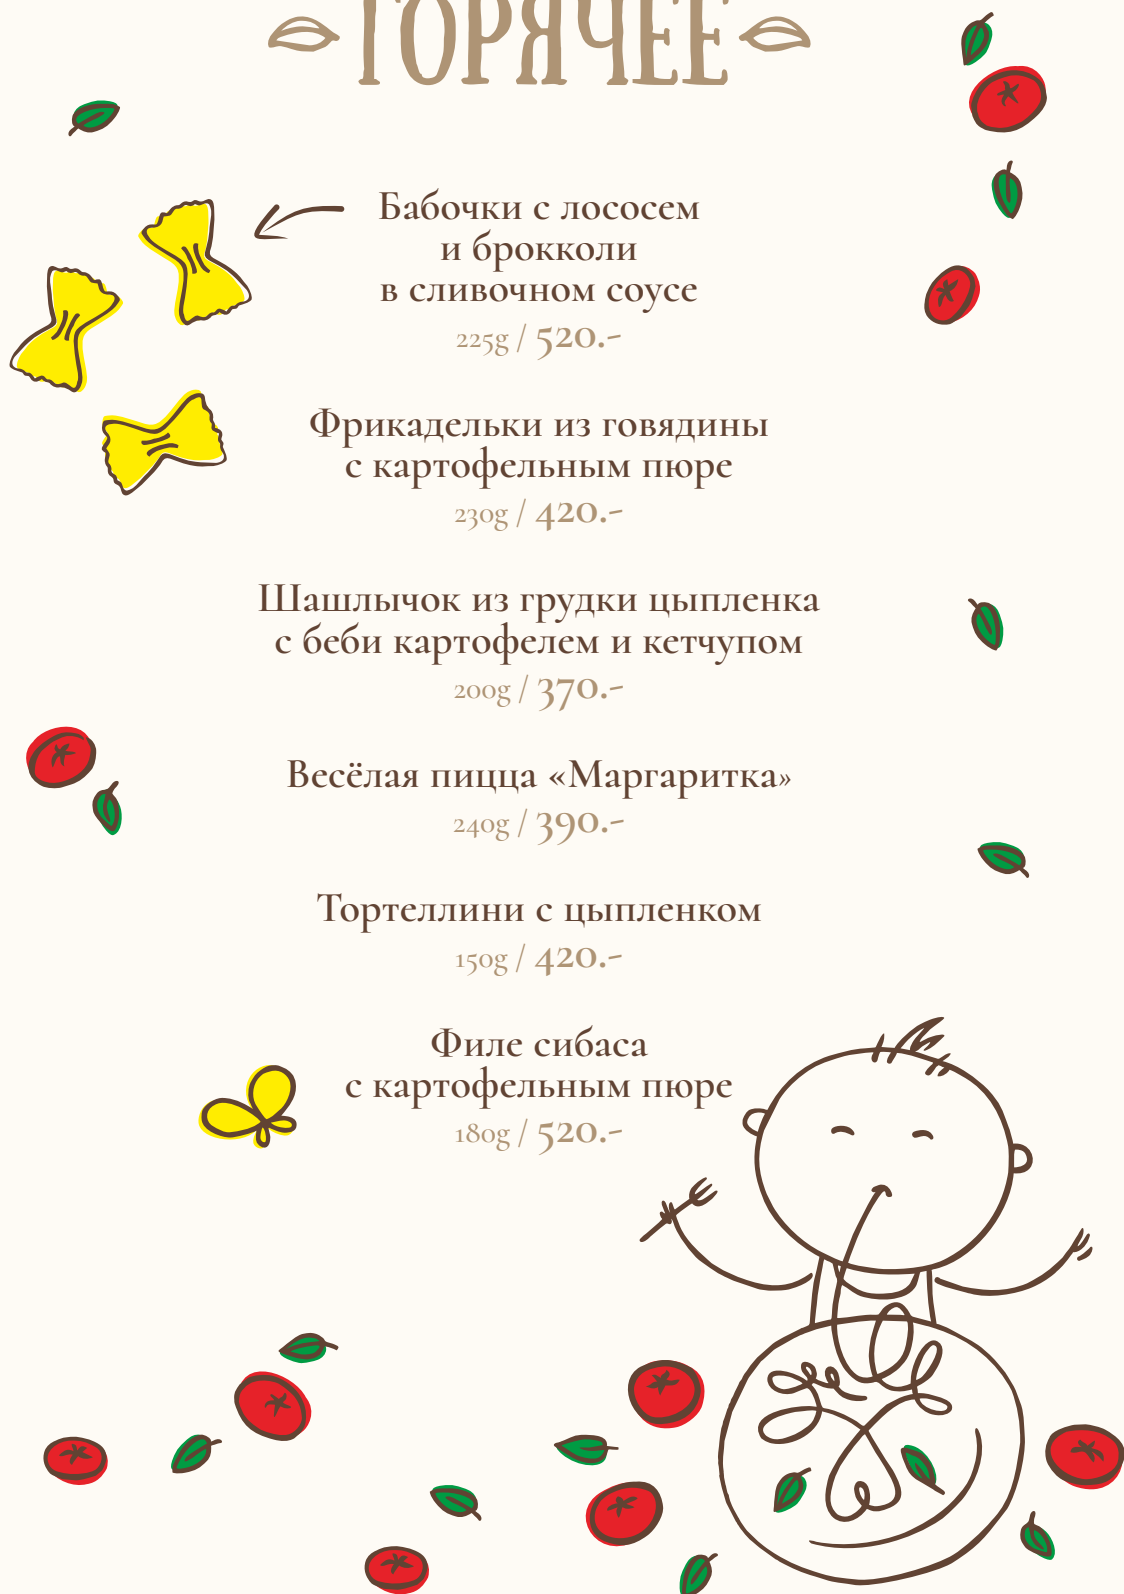 ГОРЯЧЕЕ
Бабочки с лососем
и брокколи
в сливочном соусе
225g / 520.-
Фрикадельки из говядины
с картофельным пюре
230g / 420.-
Шашлычок из грудки цыпленка
с беби картофелем и кетчупом
200g / 370.-
Весёлая пицца «Маргаритка»
240g / 390.-
Тортеллини с цыпленком
150g / 420.-
Филе сибаса
с картофельным пюре
180g / 520.-